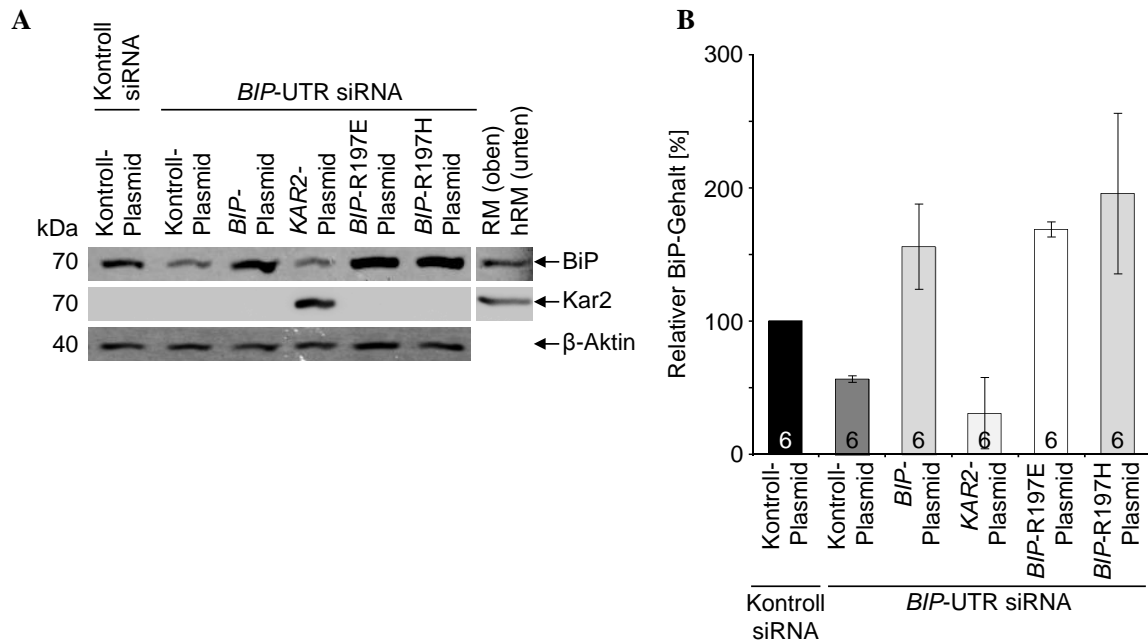 A
Kontroll
siRNA
BIP-UTR siRNA
Kontroll-
Plasmid
Kontroll-
Plasmid
BIP-
Plasmid
KAR2-
Plasmid
BIP-R197E
Plasmid
BIP-R197H
Plasmid
RM (oben)
hRM (unten)
kDa
70
BiP
70
Kar2
40
β-Aktin
B
Relativer BiP-Gehalt [%]
300
200
100
0
6
6
6
6
6
6
Kontroll-
Plasmid
Kontroll-
Plasmid
BIP-
Plasmid
KAR2-
Plasmid
BIP-R197E
Plasmid
BIP-R197H
Plasmid
Kontroll
siRNA
BIP-UTR siRNA